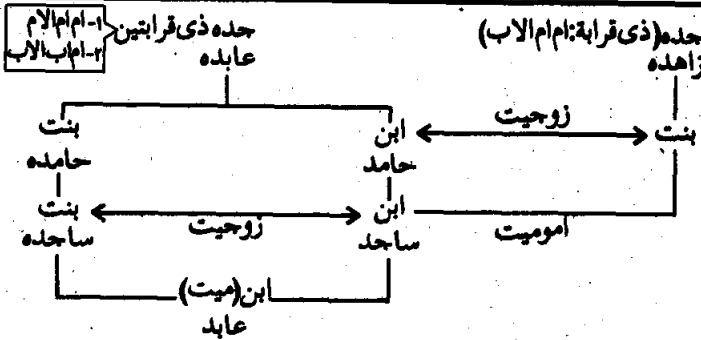 جده (ذی قرابة: ام ام الاب)
زاهده
جده ذی قرابتین
عابده
۱- ام ام الام
۲- ام اب الاب
بنت
زوجیت
ابن
حامد
بنت
حامده
امومیت
ابن
ساجد
زوجیت
بنت
ساجده
ابن (میت)
عابد